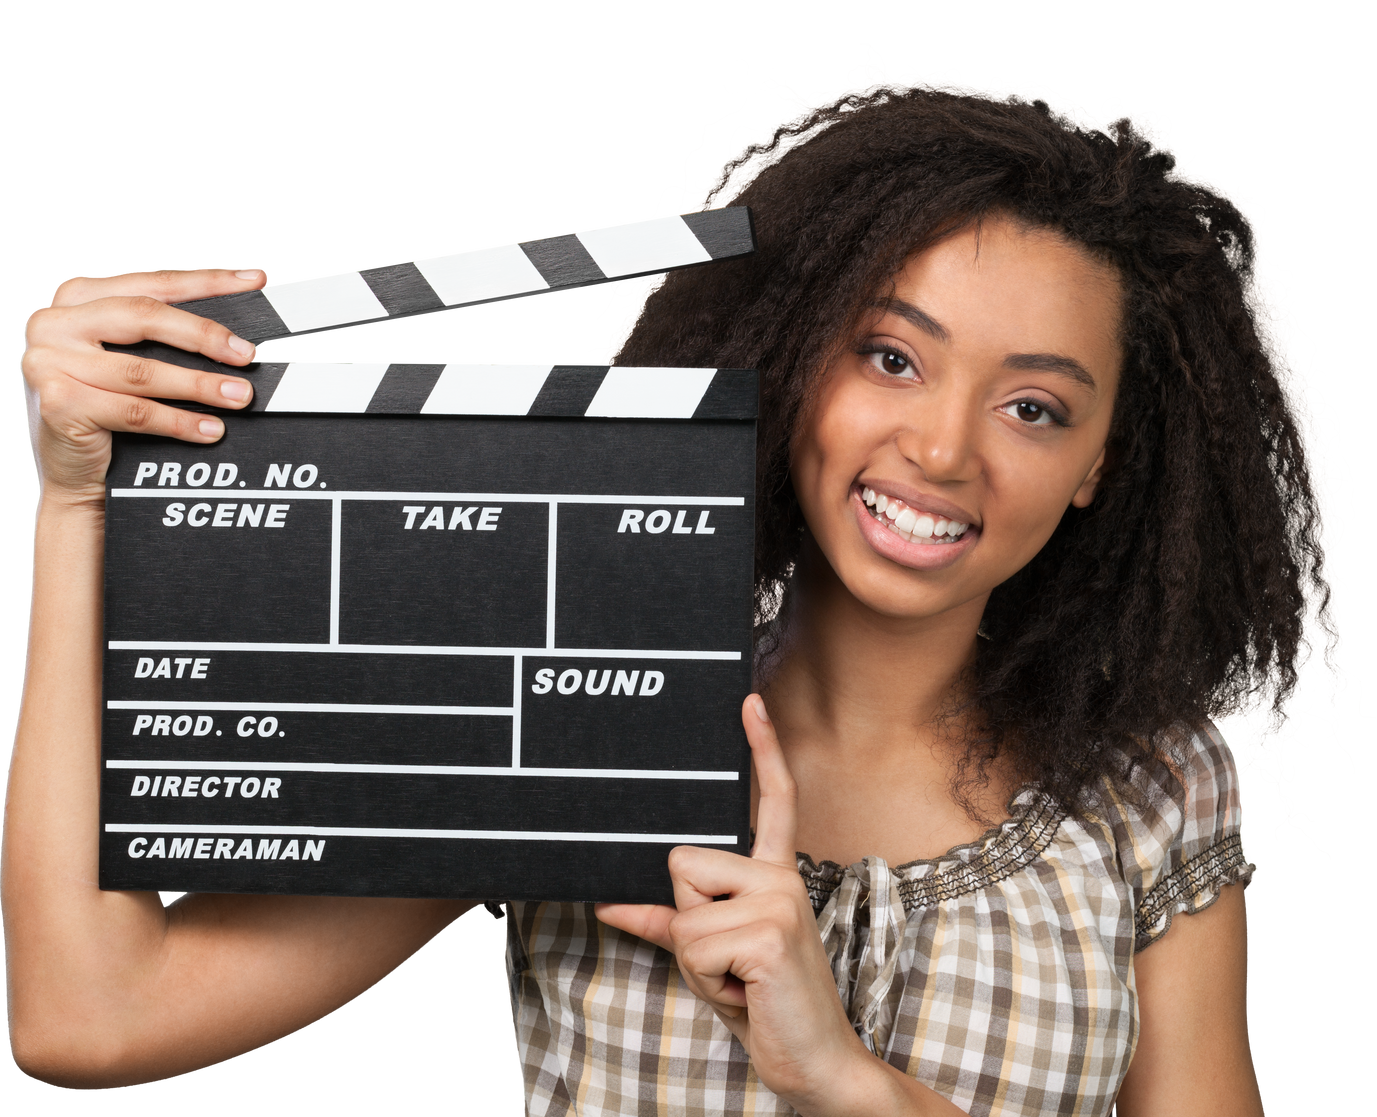 PROD. NO.
SCENE TAKE ROLL
DATE
SOUND
PROD. CO.
DIRECTOR
CAMERAMAN